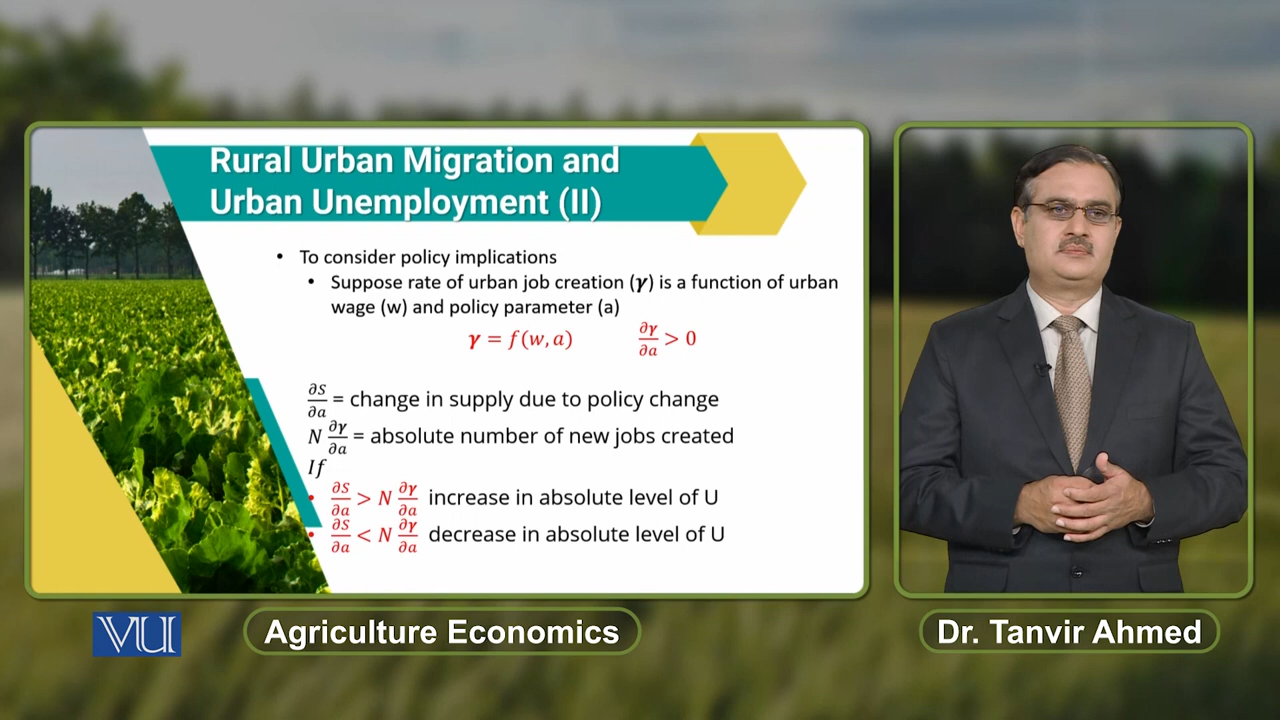 Rural Urban Migration and
Urban Unemployment (II)
• To consider policy implications
• Suppose rate of urban job creation (γ) is a function of urban
wage (w) and policy parameter (a)
γ = f(w, a) ∂γ/∂a > 0
∂S/∂a = change in supply due to policy change
N ∂γ/∂a = absolute number of new jobs created
If
• ∂S/∂a > N ∂γ/∂a increase in absolute level of U
• ∂S/∂a < N ∂γ/∂a decrease in absolute level of U
VU
Agriculture Economics
Dr. Tanvir Ahmed